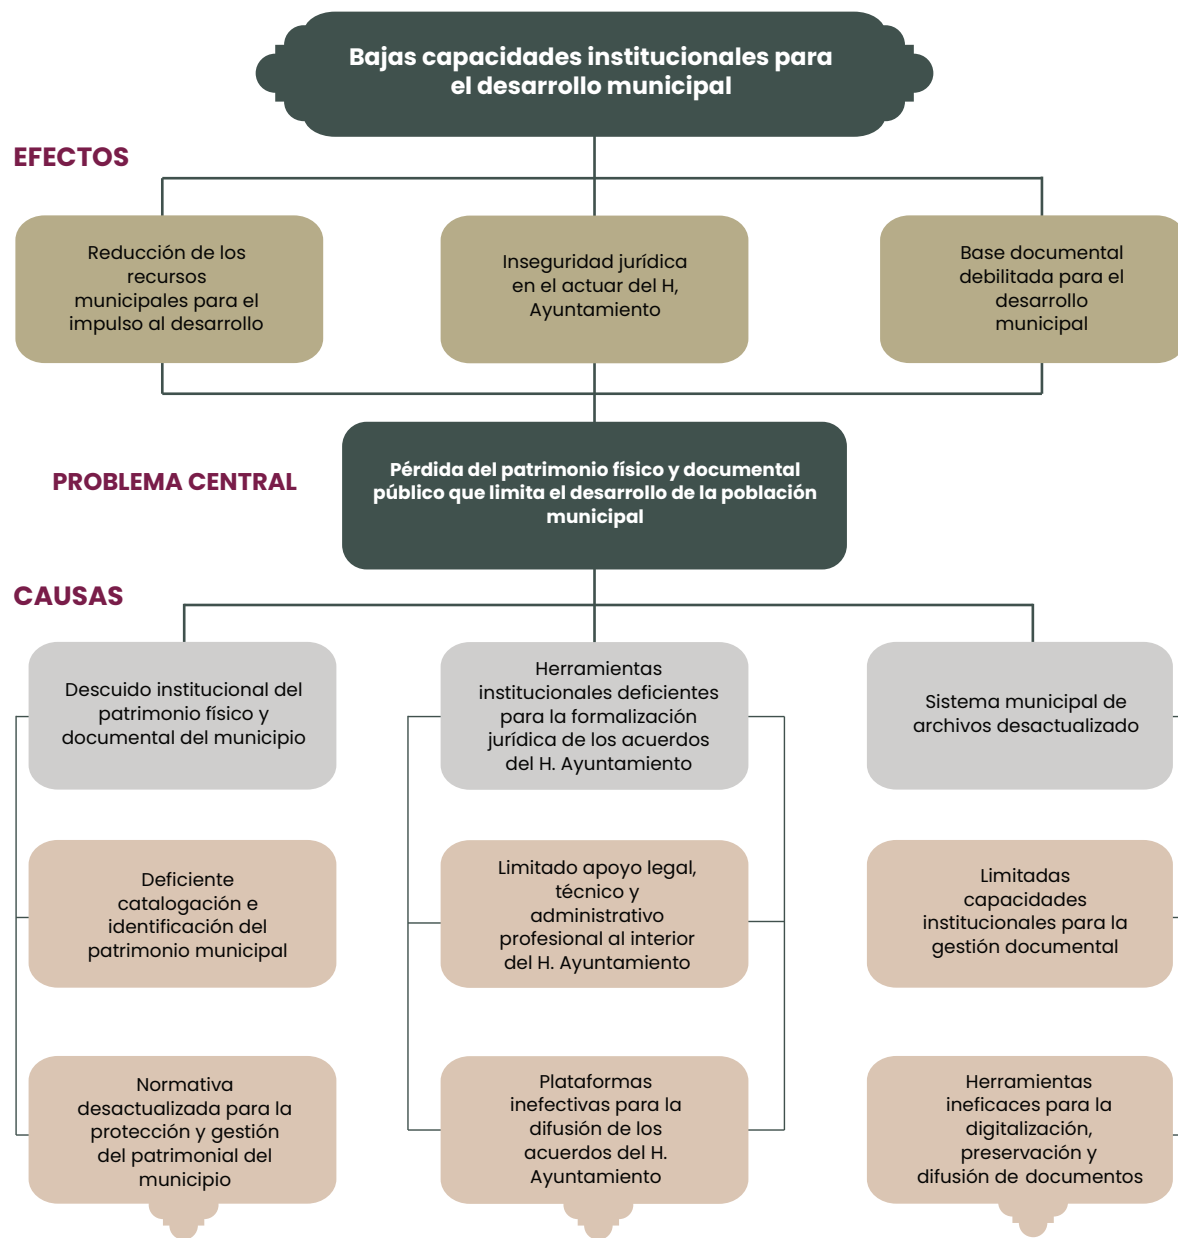 Bajas capacidades institucionales para
el desarrollo municipal
EFECTOS
Reducción de los
recursos
municipales para el
impulso al desarrollo
Inseguridad jurídica
en el actuar del H,
Ayuntamiento
Base documental
debilitada para el
desarrollo
municipal
PROBLEMA CENTRAL
Pérdida del patrimonio físico y documental
público que limita el desarrollo de la población
municipal
CAUSAS
Descuido institucional del
patrimonio físico y
documental del municipio
Herramientas
institucionales deficientes
para la formalización
jurídica de los acuerdos
del H. Ayuntamiento
Sistema municipal de
archivos desactualizado
Deficiente
catalogación e
identificación del
patrimonio municipal
Limitado apoyo legal,
técnico y
administrativo
profesional al interior
del H. Ayuntamiento
Limitadas
capacidades
institucionales para la
gestión documental
Normativa
desactualizada para la
protección y gestión
del patrimonial del
municipio
Plataformas
inefectivas para la
difusión de los
acuerdos del H.
Ayuntamiento
Herramientas
ineficaces para la
digitalización,
preservación y
difusión de documentos